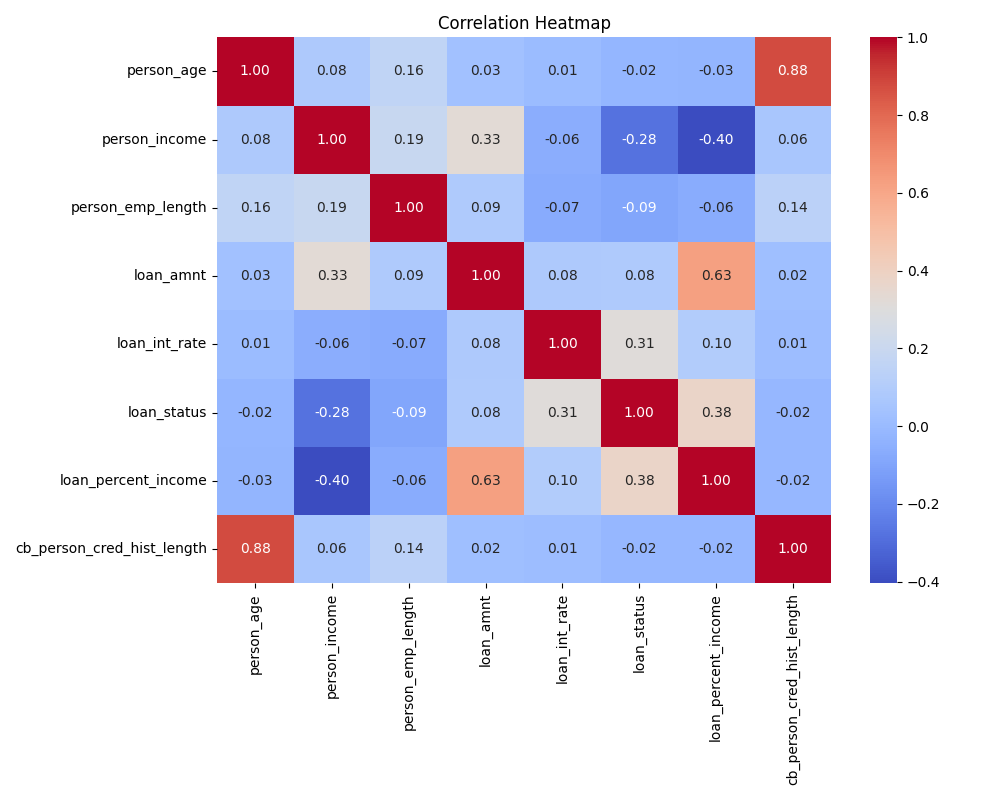 Correlation Heatmap
person_age 1.00 0.08 0.16 0.03 0.01 -0.02 -0.03 0.88
person_income 0.08 1.00 0.19 0.33 -0.06 -0.28 -0.40 0.06
person_emp_length 0.16 0.19 1.00 0.09 -0.07 -0.09 -0.06 0.14
loan_amnt 0.03 0.33 0.09 1.00 0.08 0.08 0.63 0.02
loan_int_rate 0.01 -0.06 -0.07 0.08 1.00 0.31 0.10 0.01
loan_status -0.02 -0.28 -0.09 0.08 0.31 1.00 0.38 -0.02
loan_percent_income -0.03 -0.40 -0.06 0.63 0.10 0.38 1.00 -0.02
cb_person_cred_hist_length 0.88 0.06 0.14 0.02 0.01 -0.02 -0.02 1.00
person_age
person_income
person_emp_length
loan_amnt
loan_int_rate
loan_status
loan_percent_income
cb_person_cred_hist_length
1.0
0.8
0.6
0.4
0.2
0.0
−0.2
−0.4